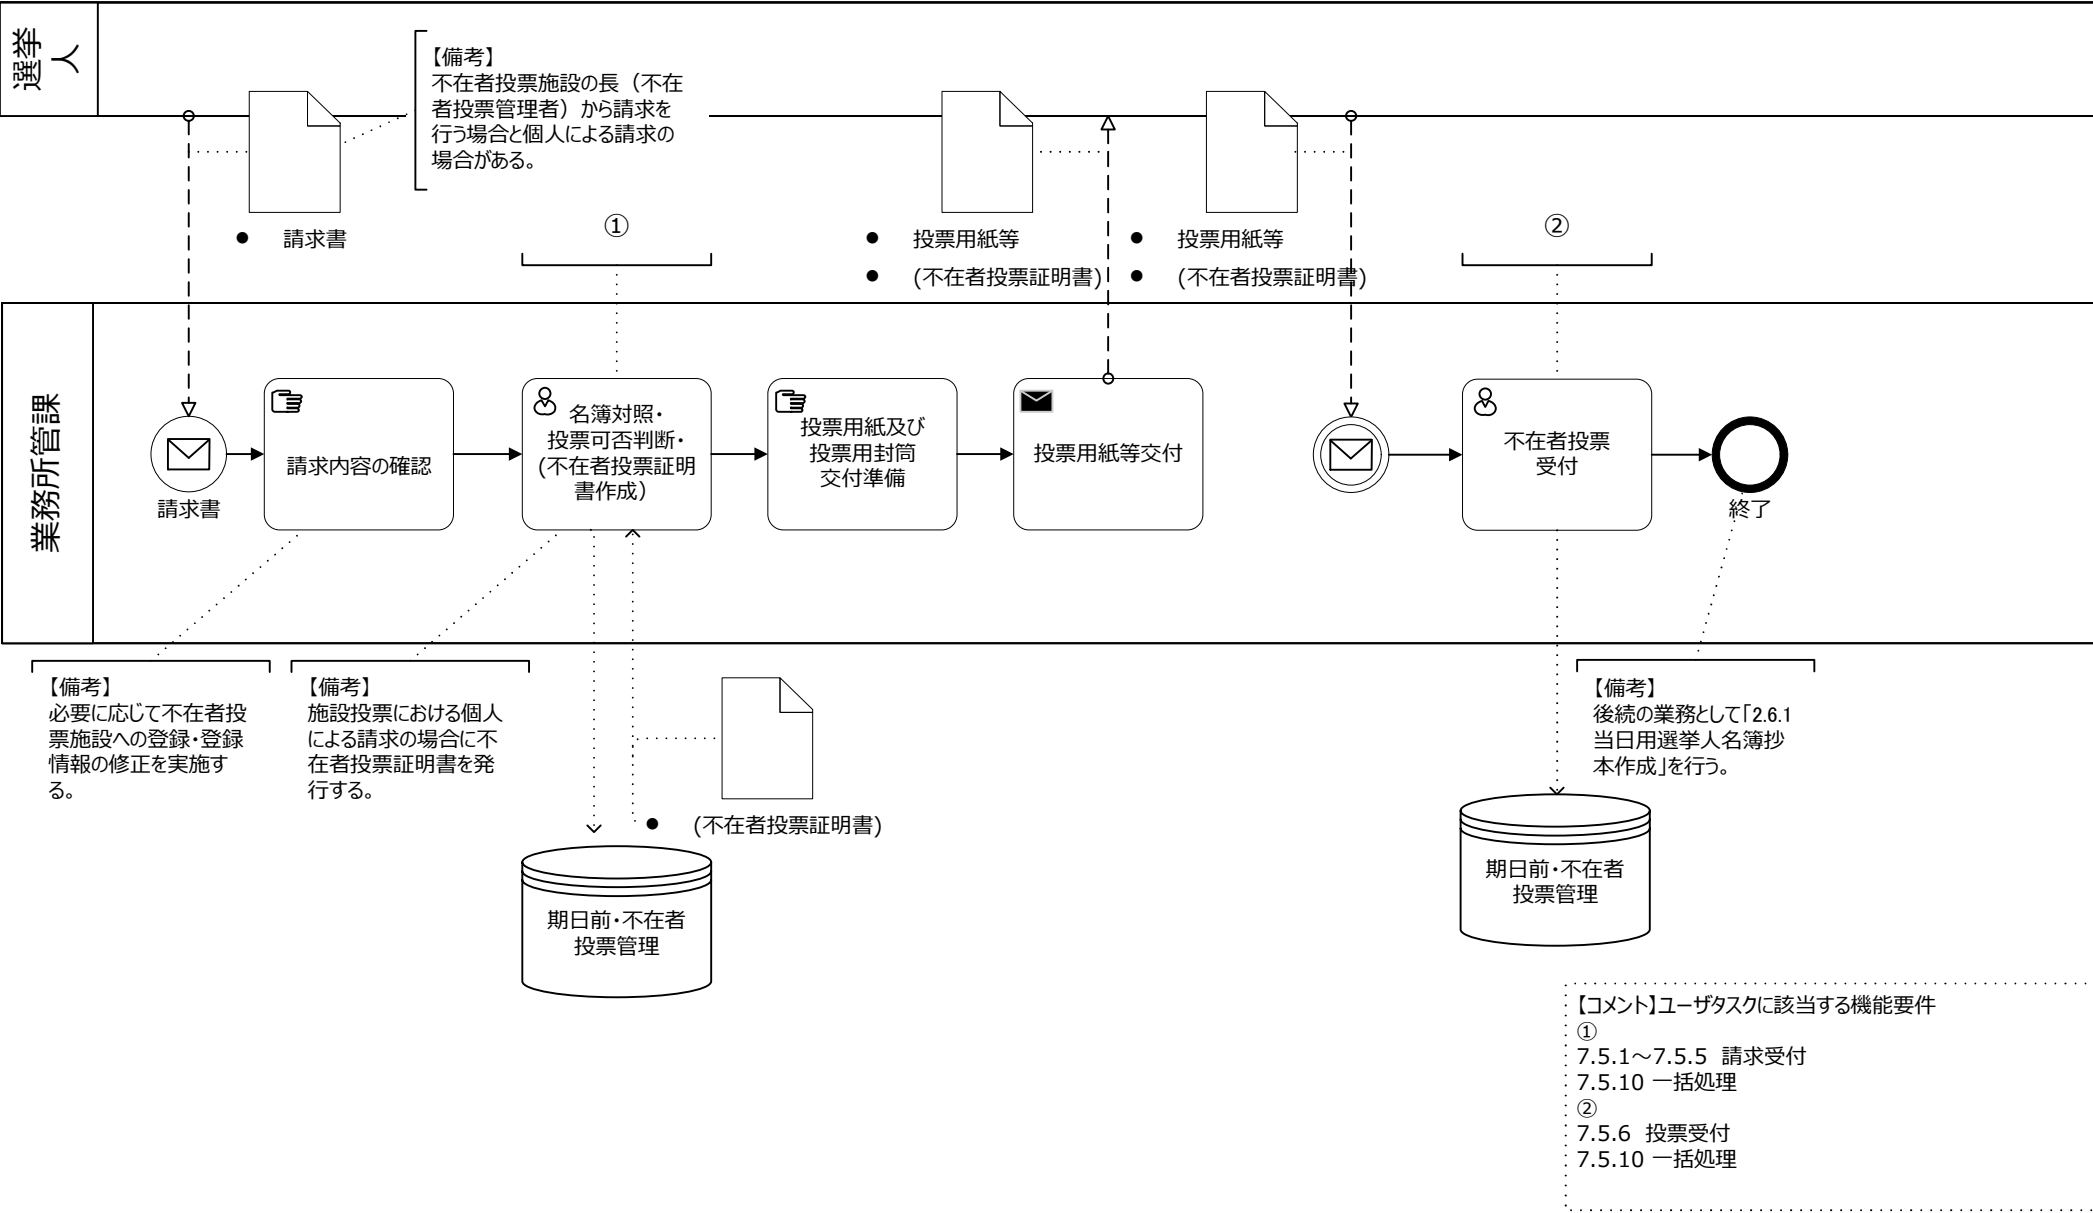 選挙
人
【備考】
不在者投票施設の長（不在
者投票管理者）から請求を
行う場合と個人による請求の
場合がある。
● 請求書
①
● 投票用紙等
● (不在者投票証明書)
● 投票用紙等
● (不在者投票証明書)
②
業務所管課
請求書
請求内容の確認
名簿対照・
投票可否判断・
(不在者投票証明
書作成）
投票用紙及び
投票用封筒
交付準備
投票用紙等交付
不在者投票
受付
終了
【備考】
必要に応じて不在者投
票施設への登録・登録
情報の修正を実施す
る。
【備考】
施設投票における個人
による請求の場合に不
在者投票証明書を発
行する。
● (不在者投票証明書)
期日前・不在者
投票管理
【備考】
後続の業務として「2.6.1
当日用選挙人名簿抄
本作成」を行う。
期日前・不在者
投票管理
【コメント】ユーザタスクに該当する機能要件
①
7.5.1～7.5.5 請求受付
7.5.10 一括処理
②
7.5.6 投票受付
7.5.10 一括処理